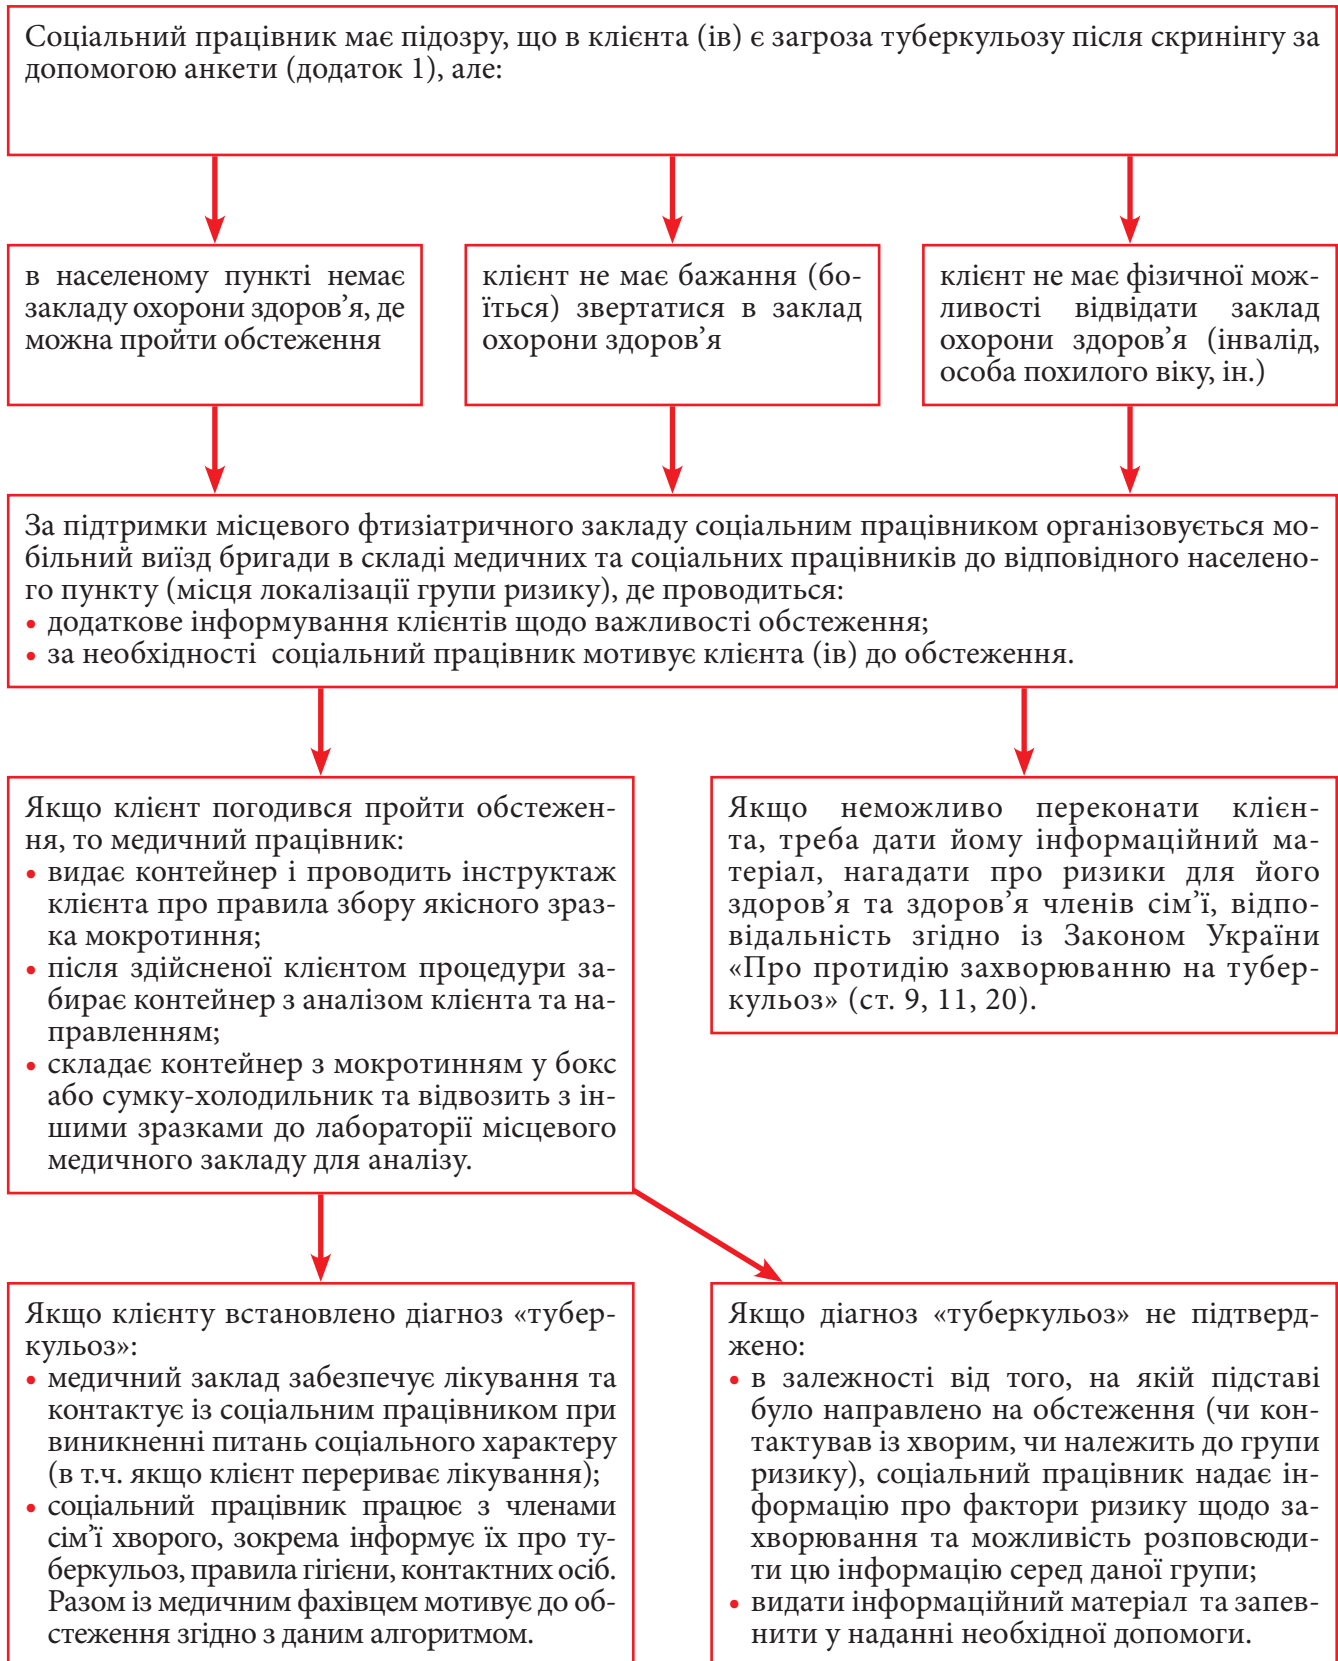 Соціальний працівник має підозру, що в клієнта (ів) є загроза туберкульозу після скринінгу за
допомогою анкети (додаток 1), але:
в населеному пункті немає
закладу охорони здоров’я, де
можна пройти обстеження
клієнт не має бажання (бо-
їться) звертатися в заклад
охорони здоров’я
клієнт не має фізичної мож-
ливості відвідати заклад
охорони здоров’я (інвалід,
особа похилого віку, ін.)
За підтримки місцевого фтизіатричного закладу соціальним працівником організовується мо-
більний виїзд бригади в складі медичних та соціальних працівників до відповідного населено-
го пункту (місця локалізації групи ризику), де проводиться:
• додаткове інформування клієнтів щодо важливості обстеження;
• за необхідності соціальний працівник мотивує клієнта (ів) до обстеження.
Якщо клієнт погодився пройти обстежен-
ня, то медичний працівник:
• видає контейнер і проводить інструктаж
клієнта про правила збору якісного зраз-
ка мокротиння;
• після здійсненої клієнтом процедури за-
бирає контейнер з аналізом клієнта та на-
правленням;
• складає контейнер з мокротинням у бокс
або сумку-холодильник та відвозить з ін-
шими зразками до лабораторії місцевого
медичного закладу для аналізу.
Якщо неможливо переконати клієн-
та, треба дати йому інформаційний ма-
теріал, нагадати про ризики для його
здоров’я та здоров’я членів сім’ї, відпо-
відальність згідно із Законом України
«Про протидію захворюванню на тубер-
кульоз» (ст. 9, 11, 20).
Якщо клієнту встановлено діагноз «тубер-
кульоз»:
• медичний заклад забезпечує лікування та
контактує із соціальним працівником при
виникненні питань соціального характеру
(в т.ч. якщо клієнт перериває лікування);
• соціальний працівник працює з членами
сім’ї хворого, зокрема інформує їх про ту-
беркульоз, правила гігієни, контактних осіб.
Разом із медичним фахівцем мотивує до об-
стеження згідно з даним алгоритмом.
Якщо діагноз «туберкульоз» не підтверд-
жено:
• в залежності від того, на якій підставі
було направлено на обстеження (чи кон-
тактував із хворим, чи належить до групи
ризику), соціальний працівник надає ін-
формацію про фактори ризику щодо за-
хворювання та можливість розповсюди-
ти цю інформацію серед даної групи;
• видати інформаційний матеріал та запев-
нити у наданні необхідної допомоги.